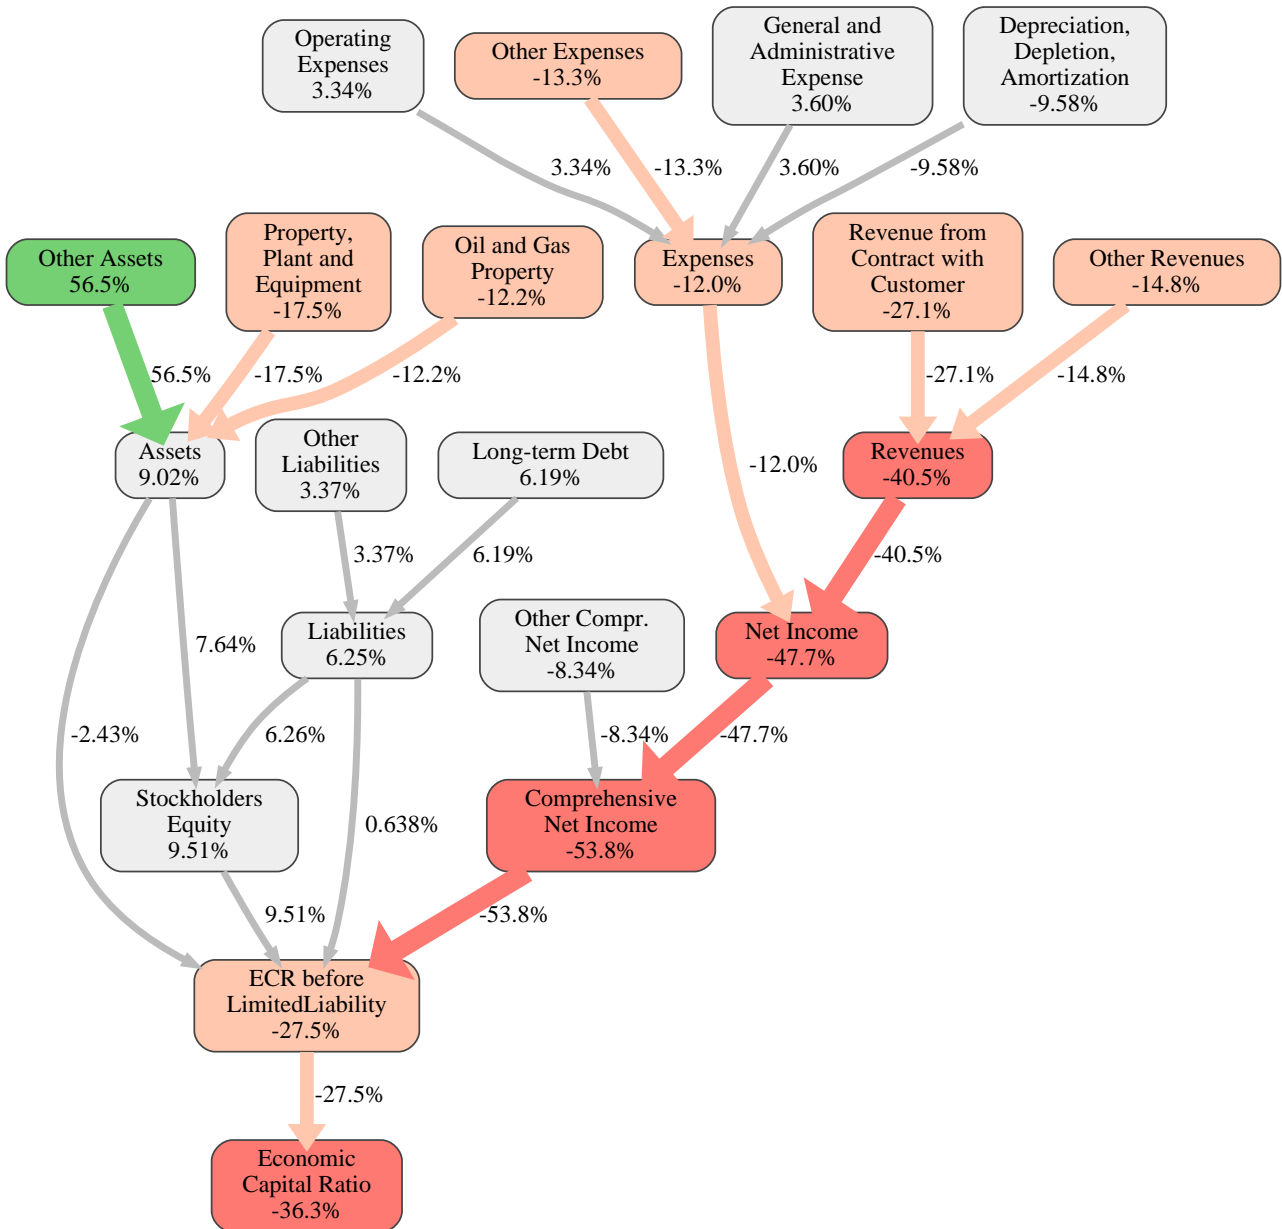 Operating
Expenses
3.34%
Other Expenses
-13.3%
General and
Administrative
Expense
3.60%
Depreciation,
Depletion,
Amortization
-9.58%
3.34%
-13.3%
3.60%
-9.58%
Other Assets
56.5%
Property,
Plant and
Equipment
-17.5%
Oil and Gas
Property
-12.2%
Expenses
-12.0%
Revenue from
Contract with
Customer
-27.1%
Other Revenues
-14.8%
56.5%
-17.5%
-12.2%
-27.1%
-14.8%
Assets
9.02%
Other
Liabilities
3.37%
Long-term Debt
6.19%
-12.0%
Revenues
-40.5%
3.37%
6.19%
-40.5%
7.64%
Liabilities
6.25%
Other Compr.
Net Income
-8.34%
Net Income
-47.7%
-2.43%
6.26%
-8.34%
-47.7%
Stockholders
Equity
9.51%
0.638%
Comprehensive
Net Income
-53.8%
9.51%
-53.8%
ECR before
LimitedLiability
-27.5%
-27.5%
Economic
Capital Ratio
-36.3%